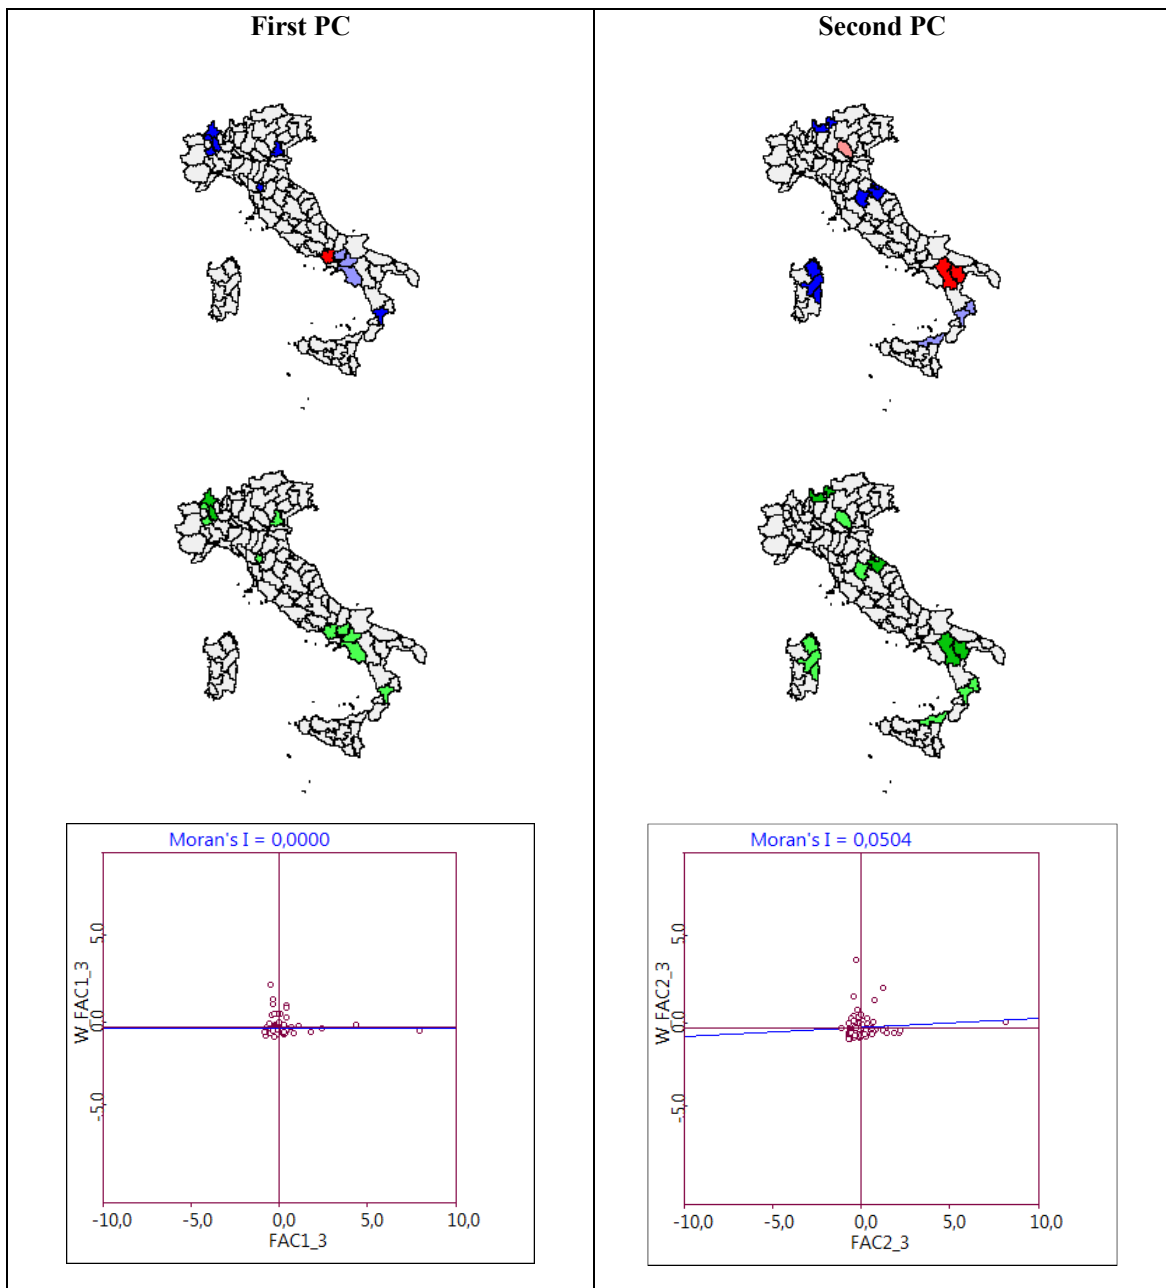 First PC
Second PC
Moran's I = 0,0000
5,0
0,0
-5,0
W_FAC1_3
-10,0 -5,0 0,0 5,0 10,0
FAC1_3
Moran's I = 0,0504
5,0
0,0
-5,0
W_FAC2_3
-10,0 -5,0 0,0 5,0 10,0
FAC2_3